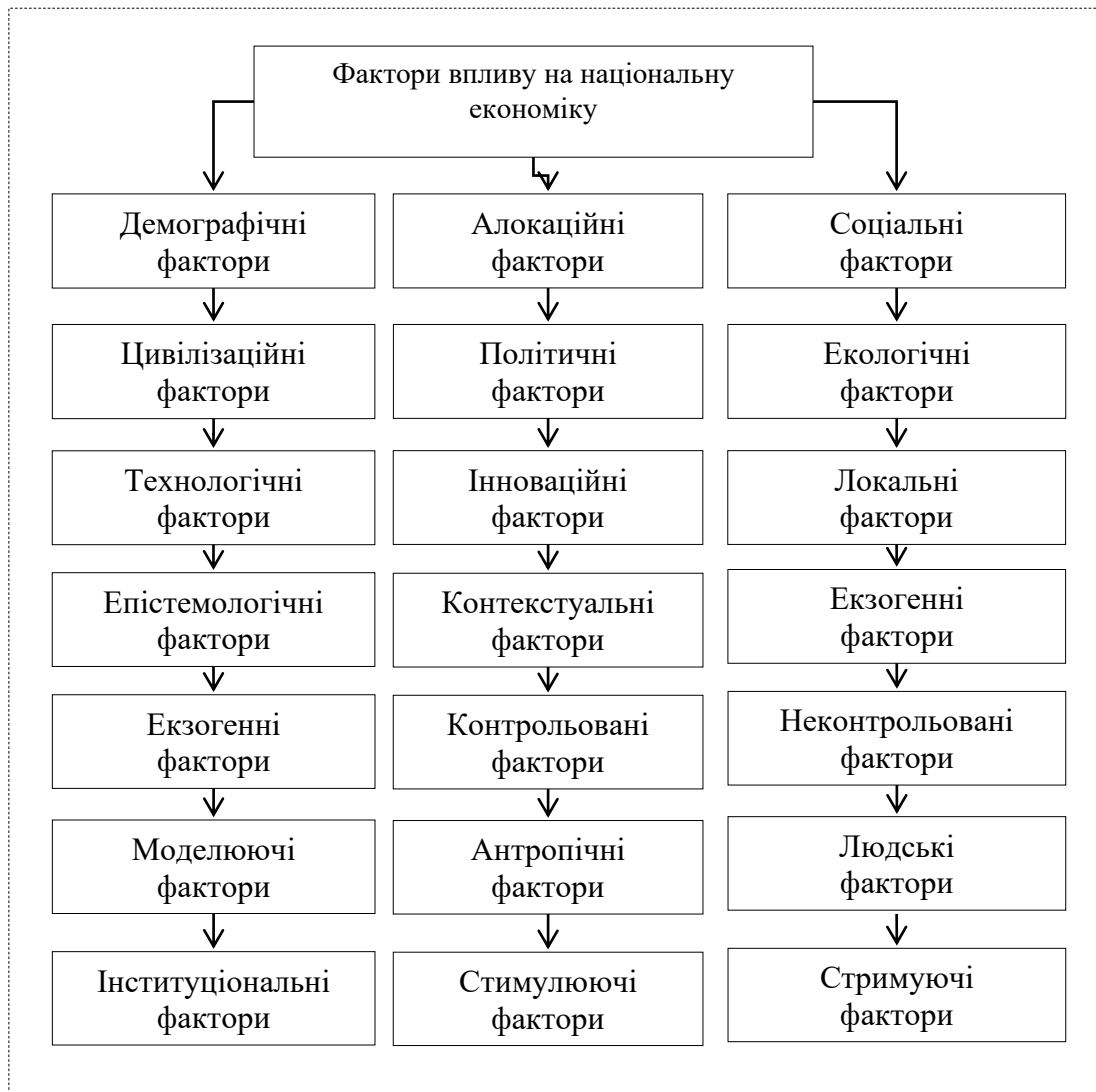 Фактори впливу на національну
економіку
Демографічні
фактори
Алокаційні
фактори
Соціальні
фактори
Цивілізаційні
фактори
Політичні
фактори
Екологічні
фактори
Технологічні
фактори
Інноваційні
фактори
Локальні
фактори
Епістемологічні
фактори
Контекстуальні
фактори
Екзогенні
фактори
Екзогенні
фактори
Контрольовані
фактори
Неконтрольовані
фактори
Моделюючі
фактори
Антропічні
фактори
Людські
фактори
Інституціональні
фактори
Стимулюючі
фактори
Стримуючі
фактори